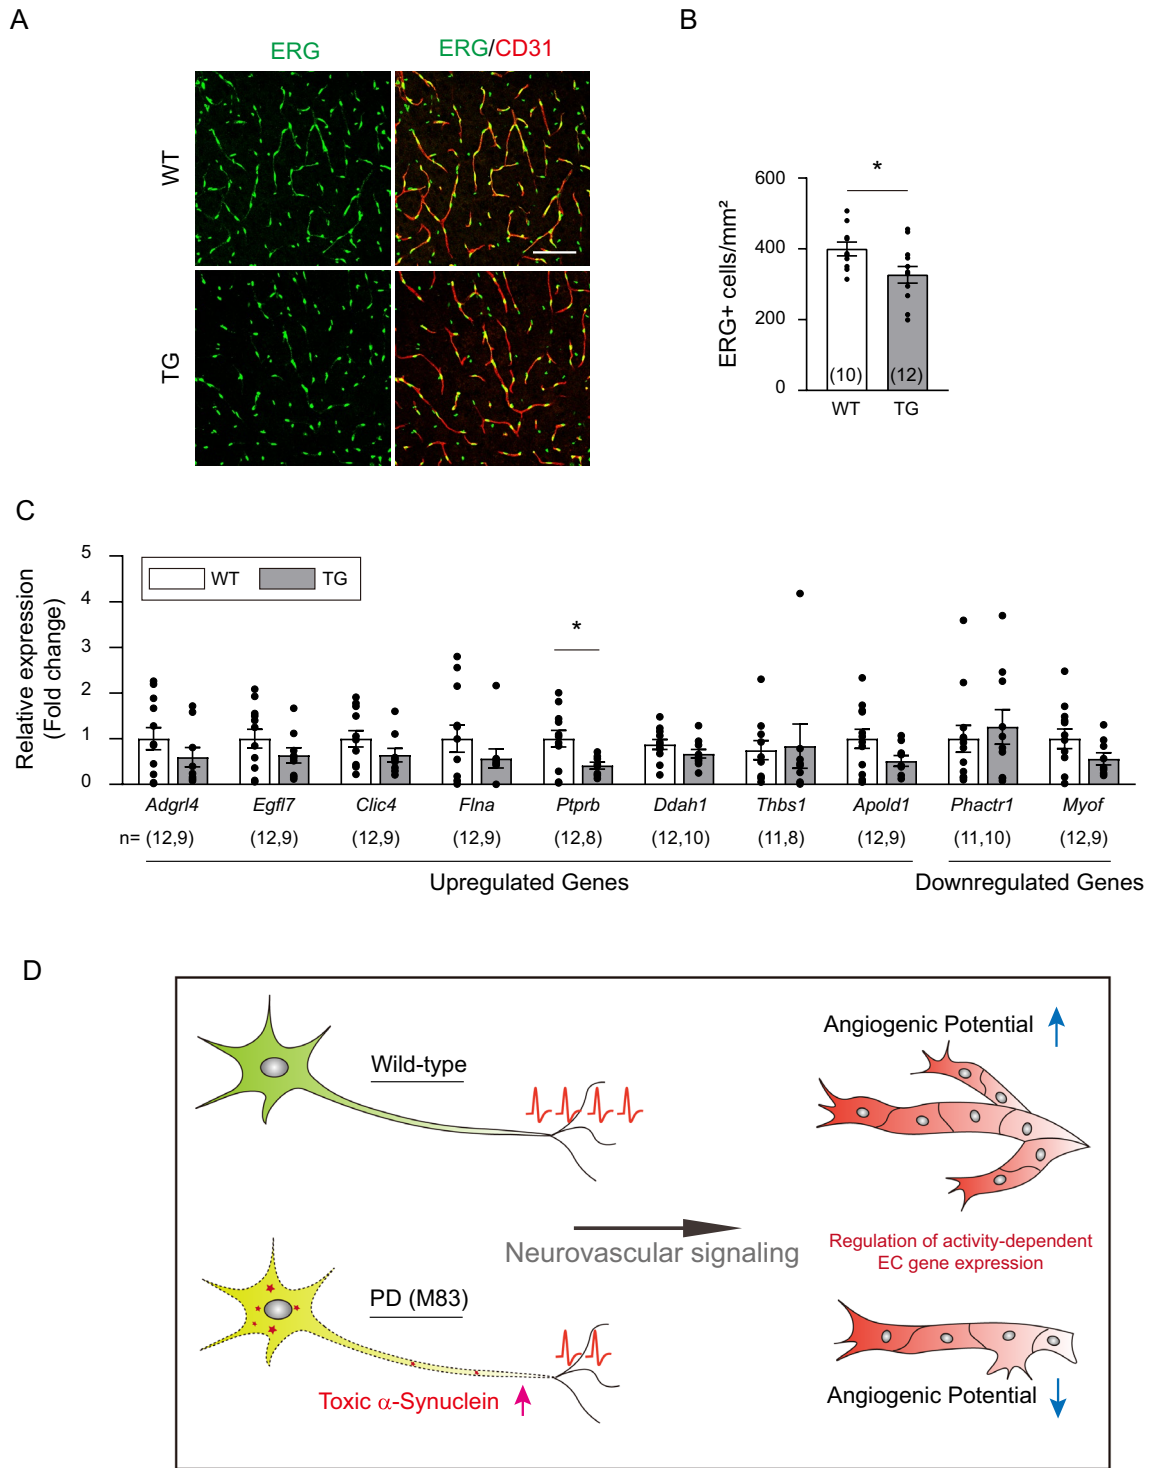 A
ERG
ERG/CD31
WT
TG
B
*
ERG+ cells/mm²
600
400
200
0
(10)
(12)
WT
TG
C
Relative expression
(Fold change)
5
4
3
2
1
0
WT
TG
*
Adgrl4
Egfl7
Clic4
Flna
Ptprb
Ddah1
Thbs1
Apold1
Phactr1
Myof
n= (12,9)
(12,9)
(12,9)
(12,9)
(12,8)
(12,10)
(11,8)
(12,9)
(11,10)
(12,9)
Upregulated Genes
Downregulated Genes
D
Wild-type
Angiogenic Potential
Neurovascular signaling
Regulation of activity-dependent
EC gene expression
PD (M83)
Toxic α-Synuclein
Angiogenic Potential